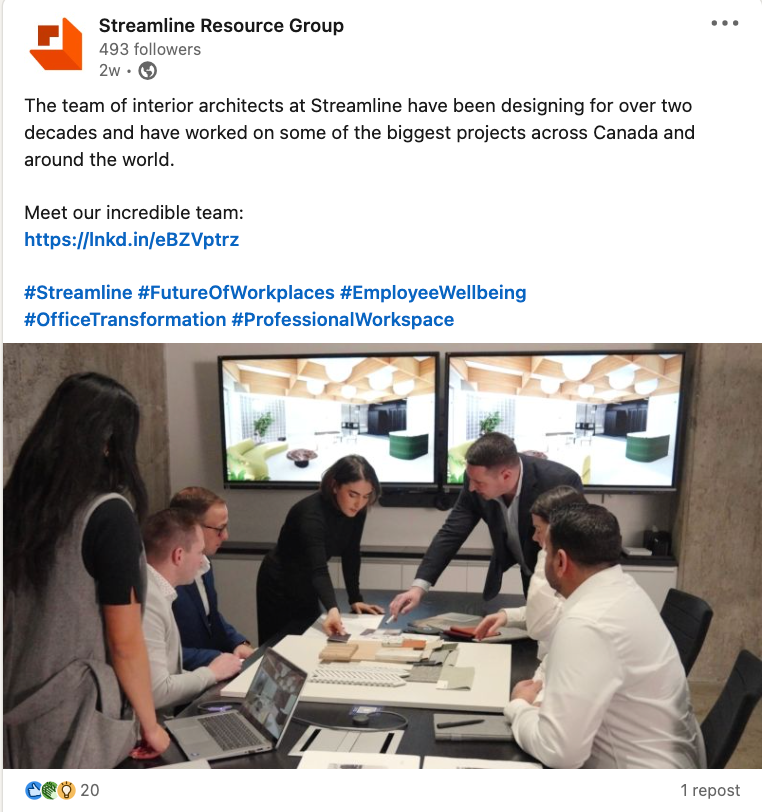 Streamline Resource Group
493 followers
2w •
The team of interior architects at Streamline have been designing for over two
decades and have worked on some of the biggest projects across Canada and
around the world.
Meet our incredible team:
https://lnkd.in/eBZVptrz
#Streamline #FutureOfWorkplaces #EmployeeWellbeing
#OfficeTransformation #ProfessionalWorkspace
20
1 repost